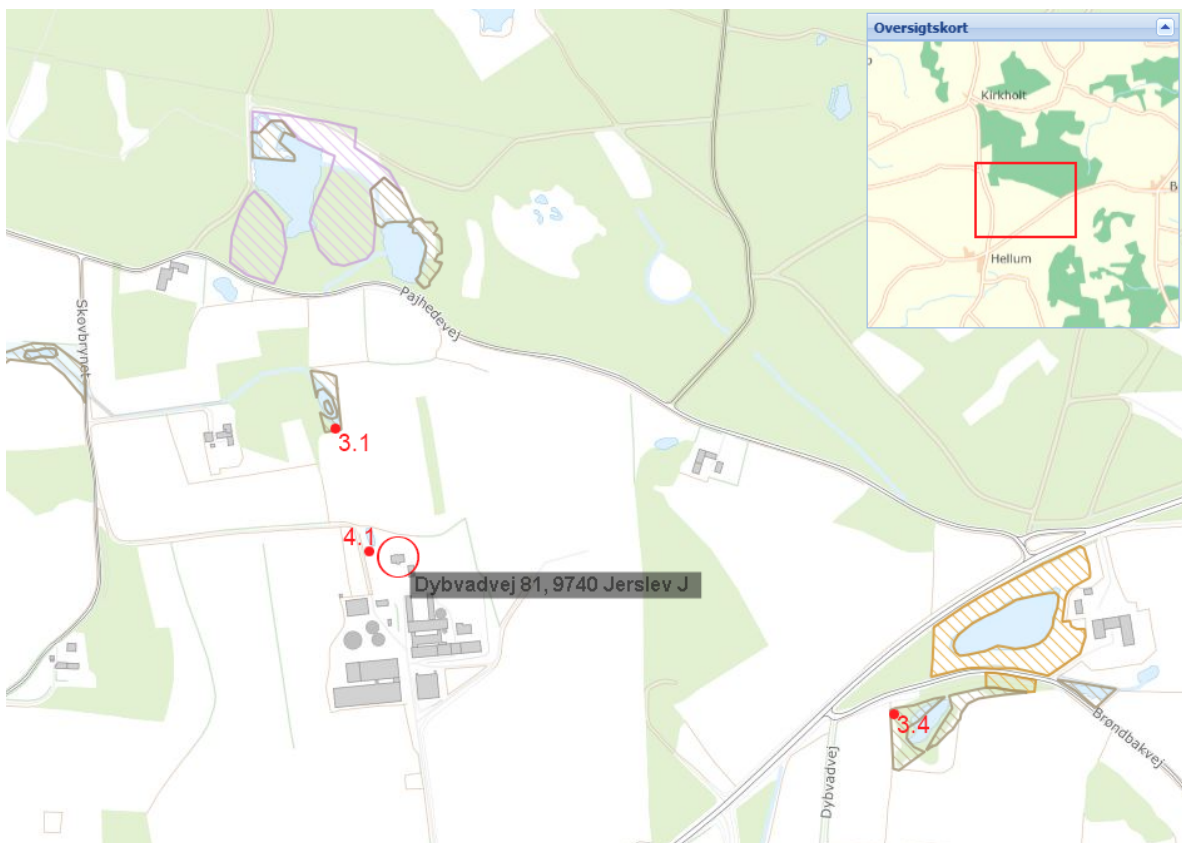 Oversigtskort
Kirkholt
B
Hellum
Pajhedevej
Skovbrynet
3.1
4.1
Dybvadvej 81, 9740 Jerslev J
3.4
Brøndbakvej
Dybvadvej